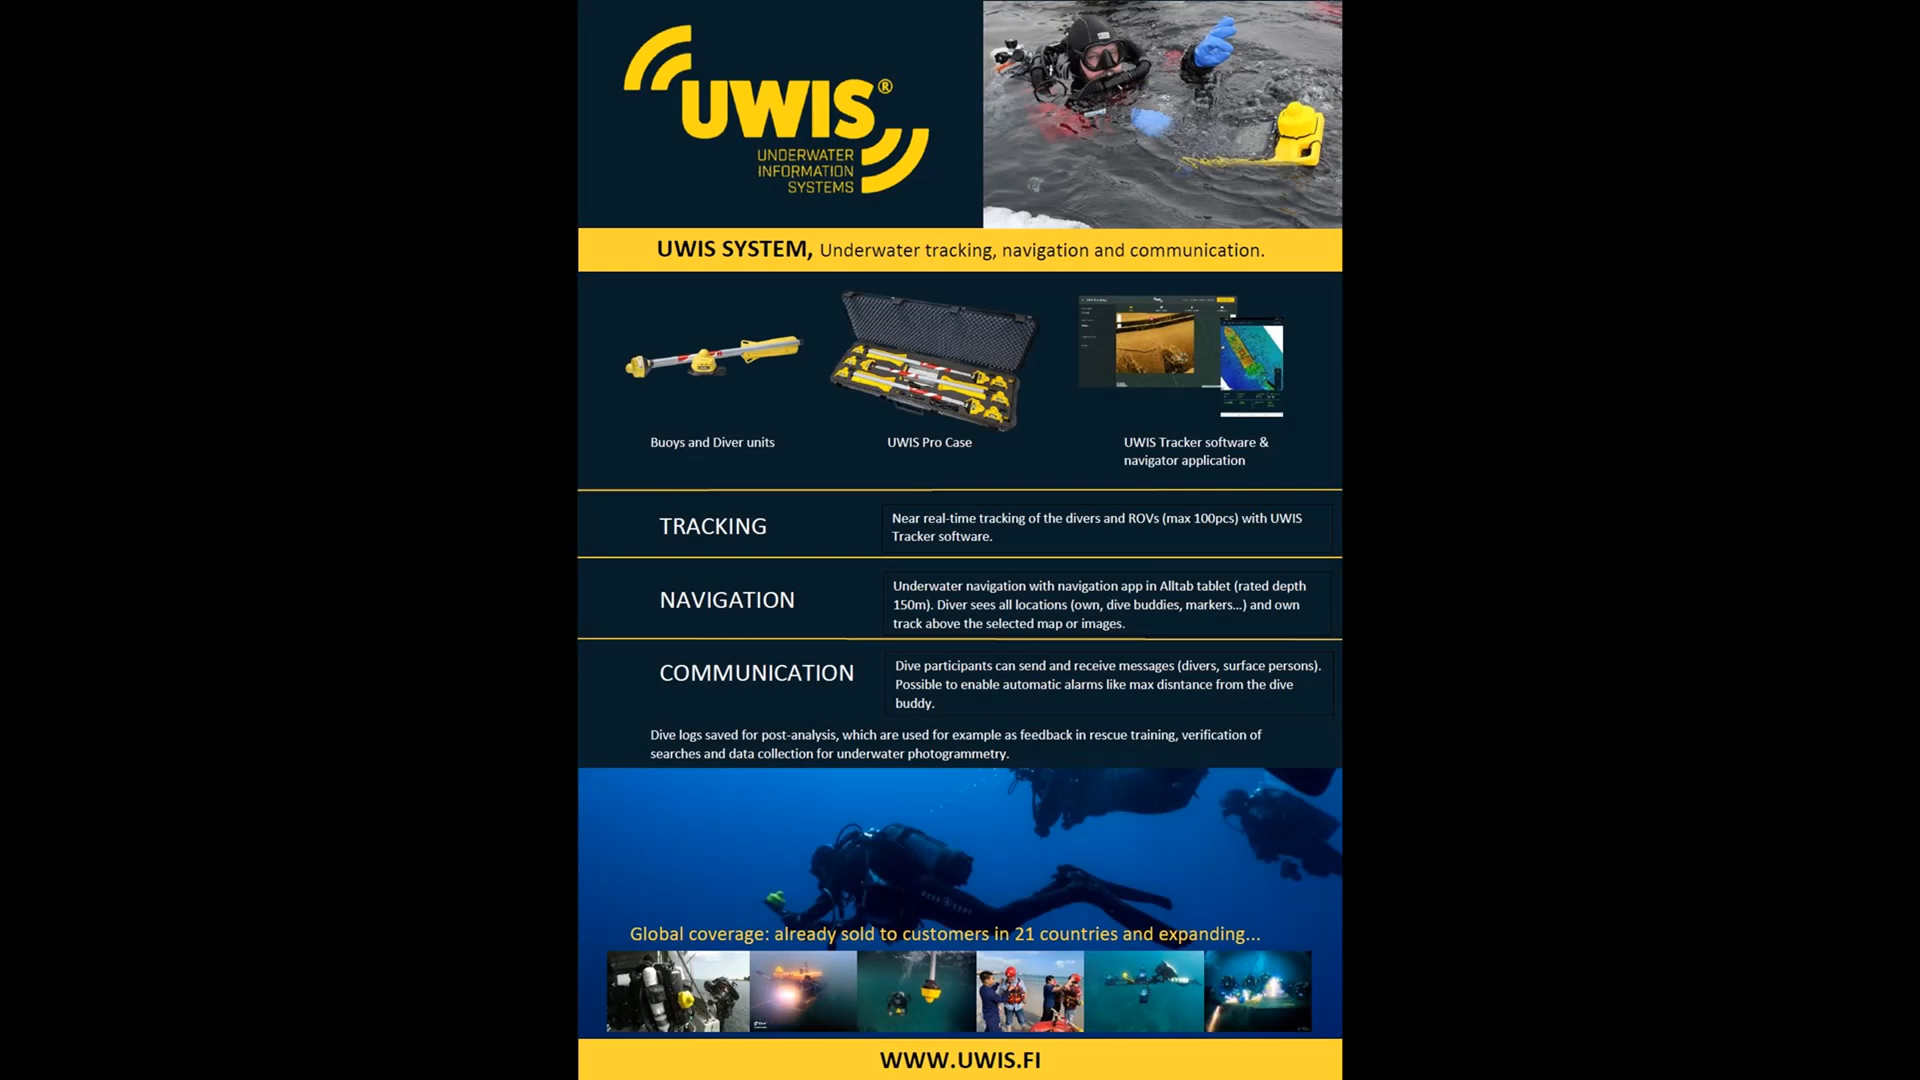 UWIS®
UNDERWATER
INFORMATION
SYSTEMS
UWIS SYSTEM, Underwater tracking, navigation and communication.
Buoys and Diver units
UWIS Pro Case
UWIS Tracker software &
navigator application
TRACKING
Near real-time tracking of the divers and ROVs (max 100pcs) with UWIS
Tracker software.
NAVIGATION
Underwater navigation with navigation app in Alltab tablet (rated depth
150m). Diver sees all locations (own, dive buddies, markers...) and own
track above the selected map or images.
COMMUNICATION
Dive participants can send and receive messages (divers, surface persons).
Possible to enable automatic alarms like max disntance from the dive
buddy.
Dive logs saved for post-analysis, which are used for example as feedback in rescue training, verification of
searches and data collection for underwater photogrammetry.
Global coverage: already sold to customers in 21 countries and expanding...
WWW.UWIS.FI